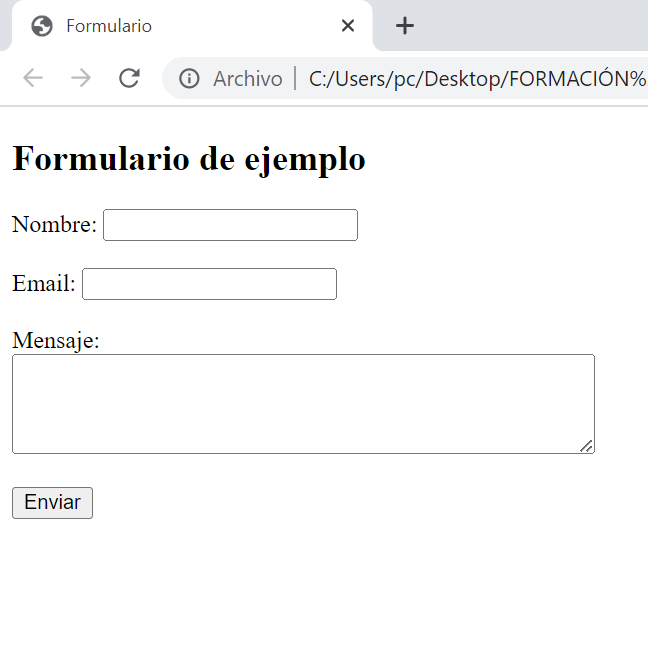 Formulario
Archivo | C:/Users/pc/Desktop/FORMACIÓN%
Formulario de ejemplo
Nombre:
Email:
Mensaje:
Enviar